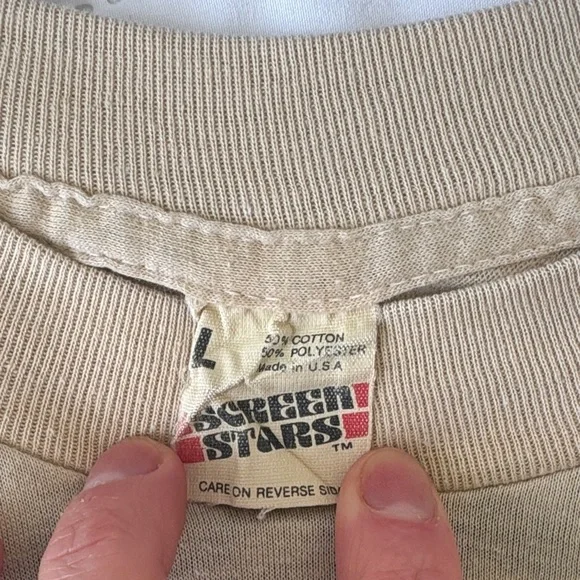 L
50% COTTON
50% POLYESTER
Made in U.S.A
SCREEN
STARS
TM
CARE ON REVERSE SIDE